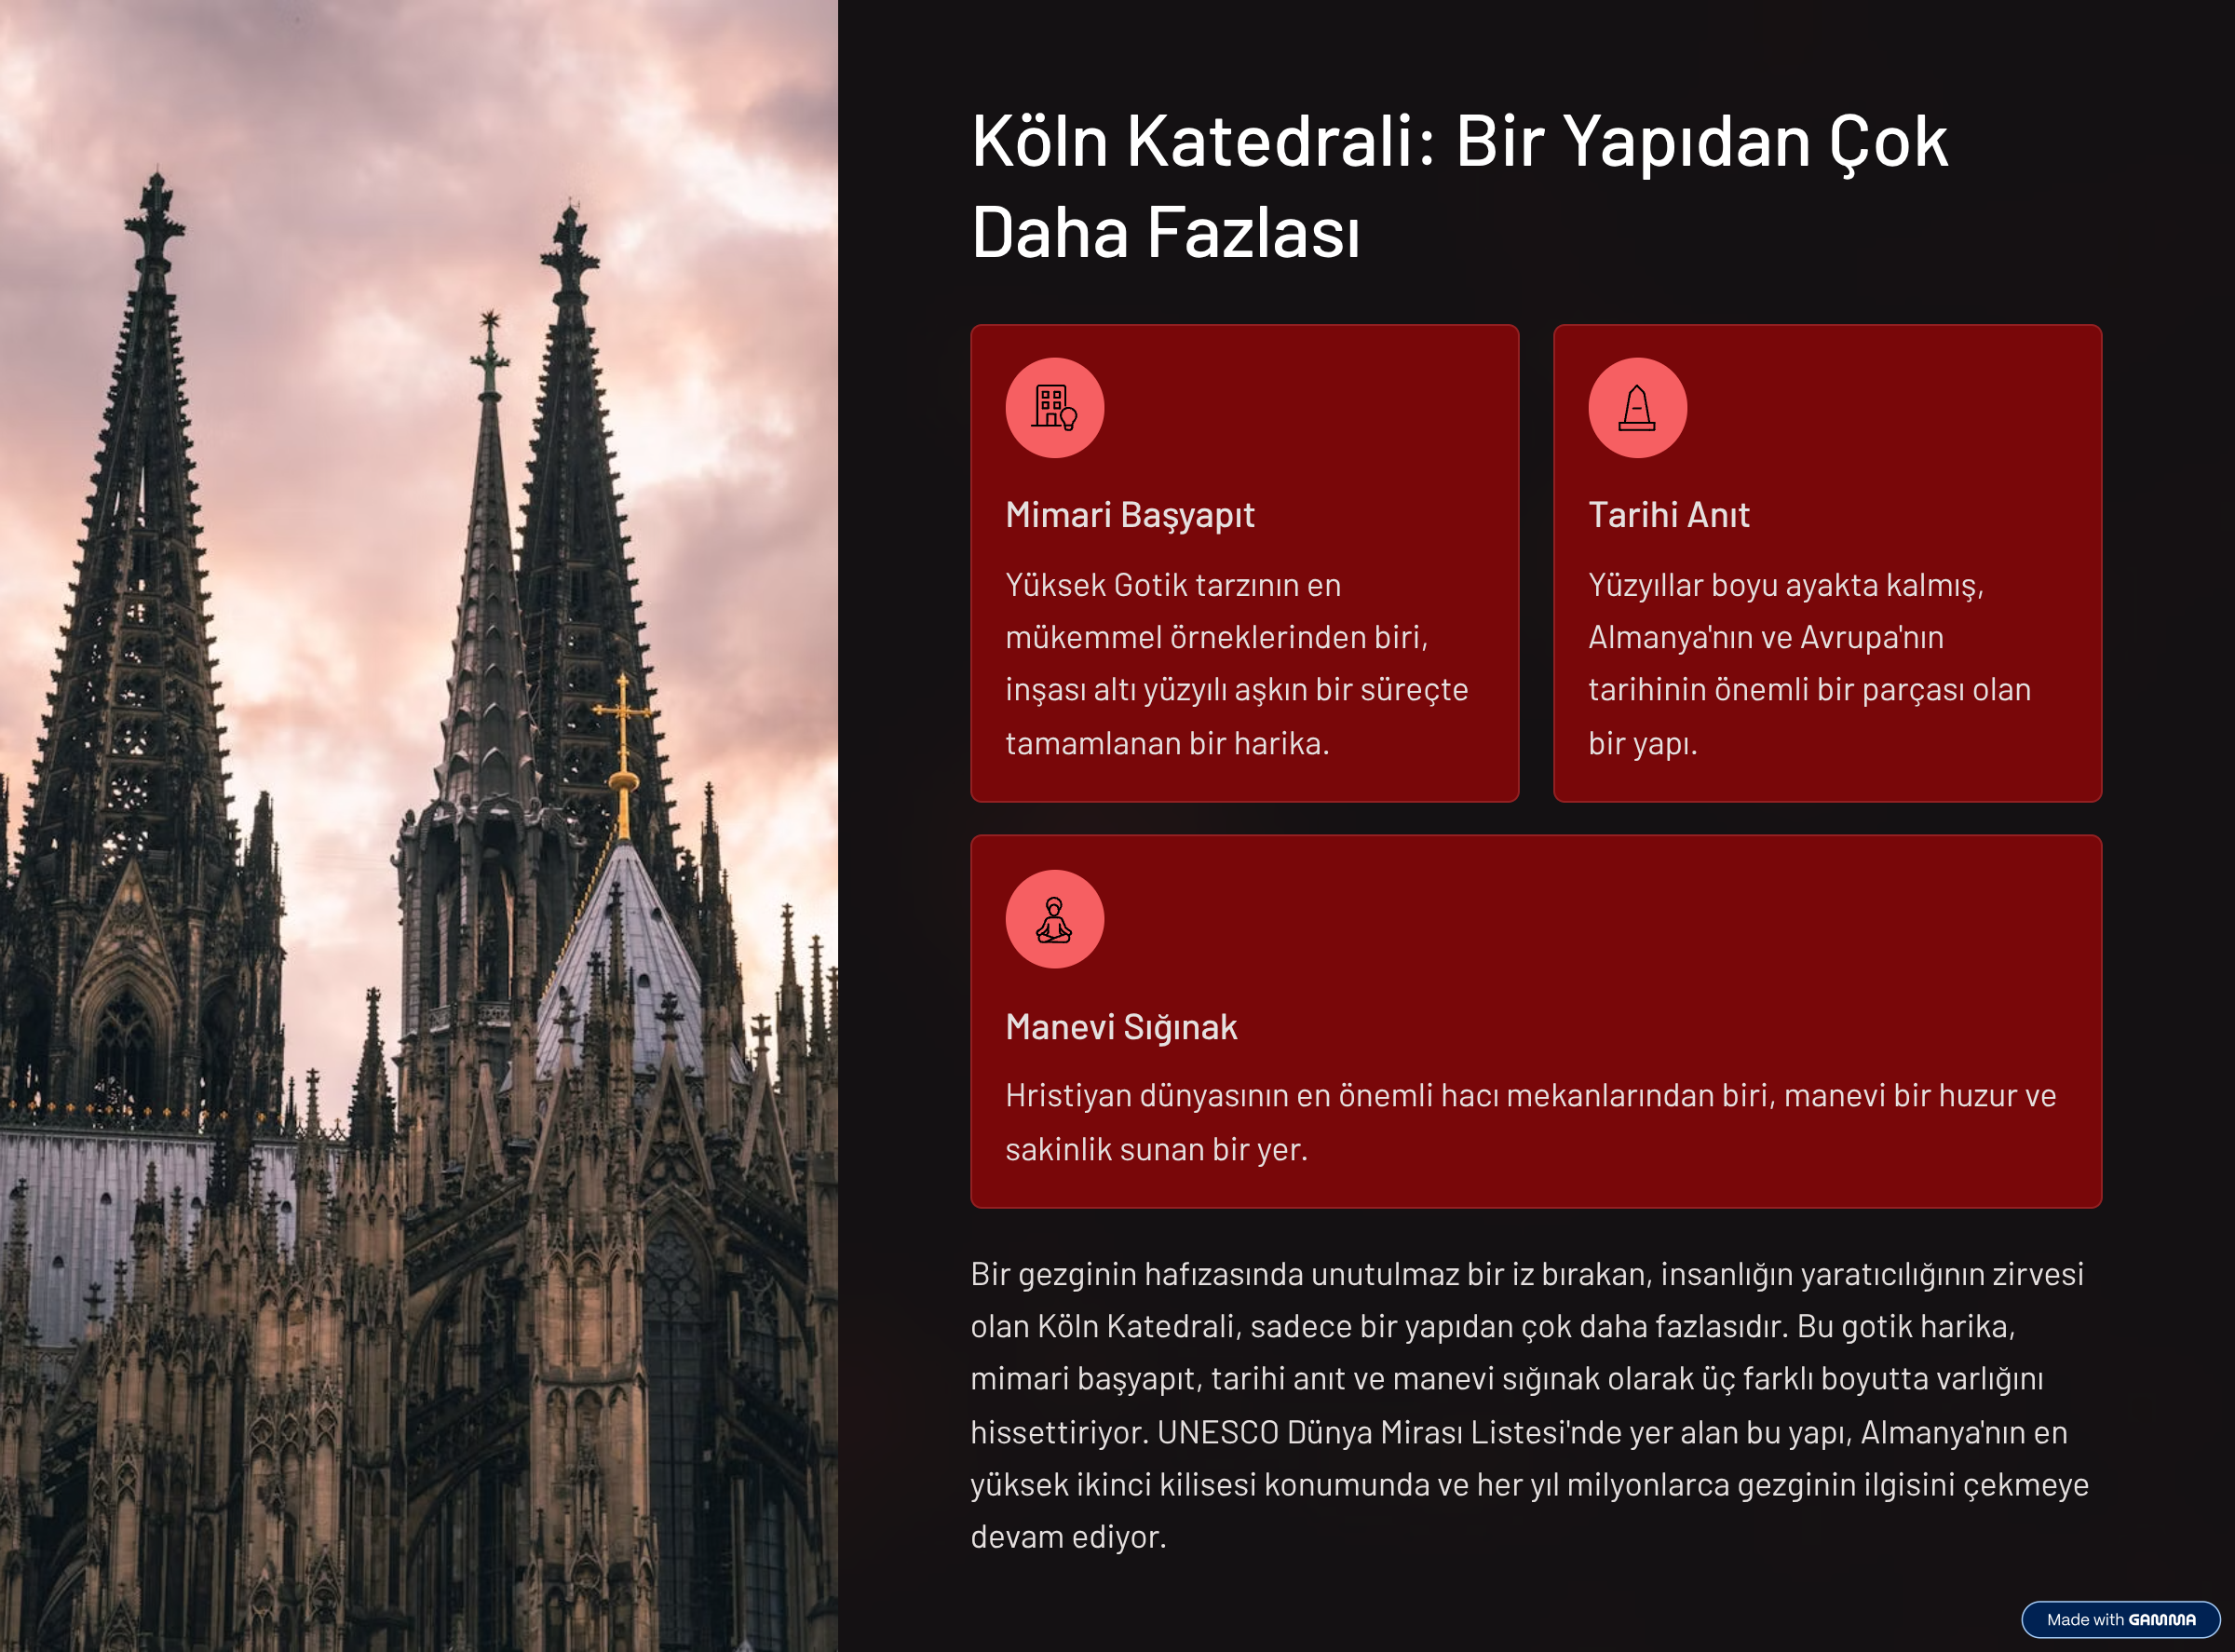 Köln Katedrali: Bir Yapıdan Çok
Daha Fazlası
Mimari Başyapıt
Yüksek Gotik tarzının en
mükemmel örneklerinden biri,
inşası altı yüzyılı aşkın bir süreçte
tamamlanan bir harika.
Tarihi Anıt
Yüzyıllar boyu ayakta kalmış,
Almanya'nın ve Avrupa'nın
tarihinin önemli bir parçası olan
bir yapı.
Manevi Sığınak
Hristiyan dünyasının en önemli hacı mekanlarından biri, manevi bir huzur ve
sakinlik sunan bir yer.
Bir gezginin hafızasında unutulmaz bir iz bırakan, insanlığın yaratıcılığının zirvesi
olan Köln Katedrali, sadece bir yapıdan çok daha fazlasıdır. Bu gotik harika,
mimari başyapıt, tarihi anıt ve manevi sığınak olarak üç farklı boyutta varlığını
hissettiriyor. UNESCO Dünya Mirası Listesi'nde yer alan bu yapı, Almanya'nın en
yüksek ikinci kilisesi konumunda ve her yıl milyonlarca gezginin ilgisini çekmeye
devam ediyor.
Made with GAMMA